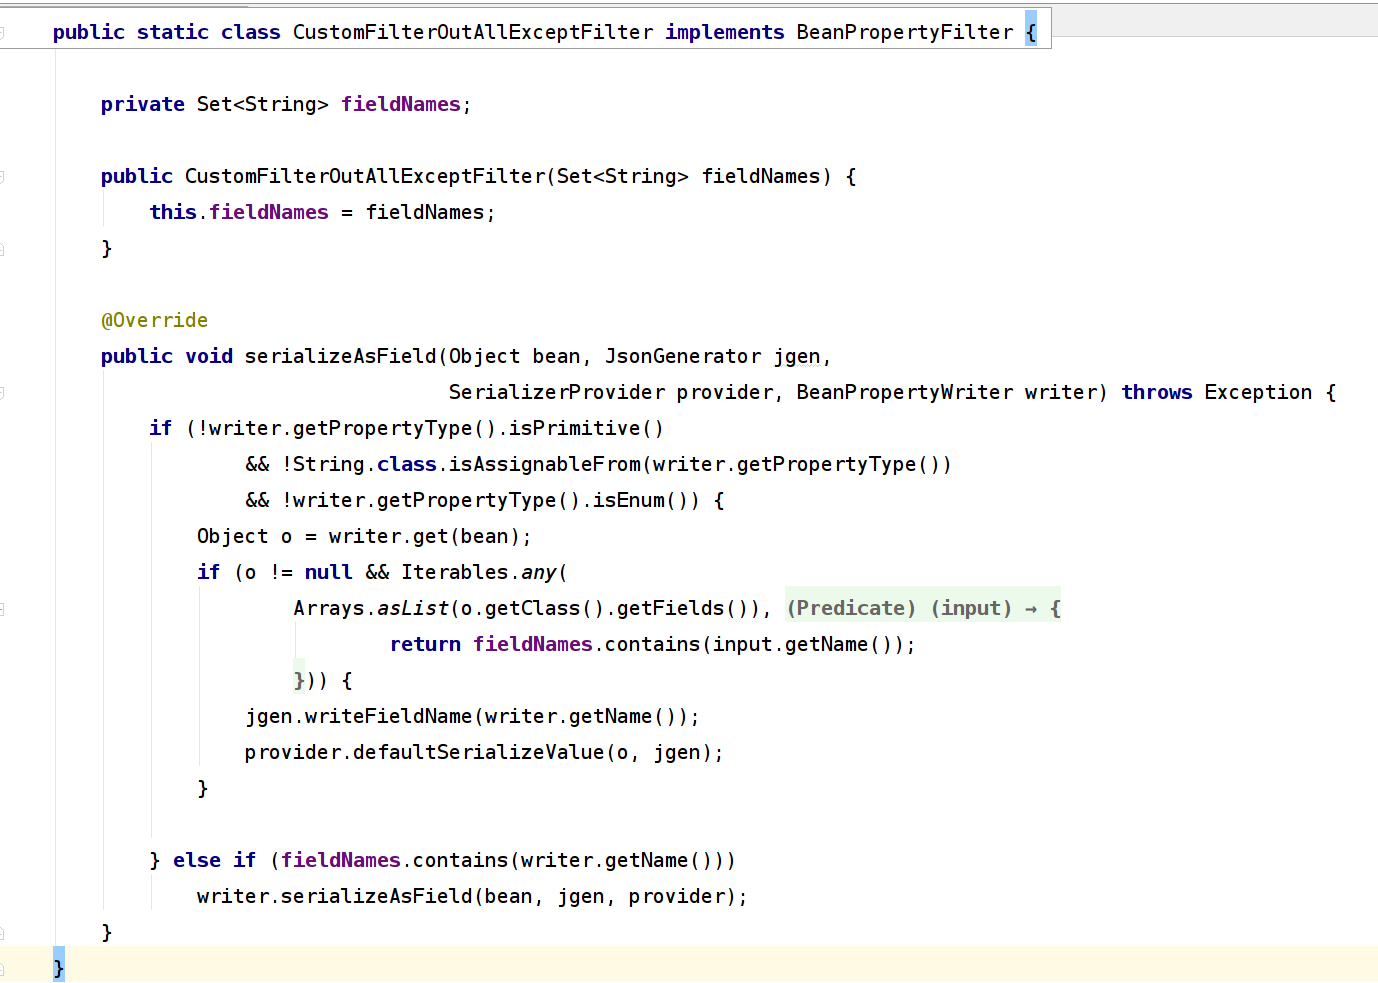 public static class CustomFilterOutAllExceptFilter implements BeanPropertyFilter {
private Set<String> fieldNames;
public CustomFilterOutAllExceptFilter(Set<String> fieldNames) {
this.fieldNames = fieldNames;
}
@Override
public void serializeAsField(Object bean, JsonGenerator jgen,
SerializerProvider provider, BeanPropertyWriter writer) throws Exception {
if (!writer.getPropertyType().isPrimitive()
&& !String.class.isAssignableFrom(writer.getPropertyType())
&& !writer.getPropertyType().isEnum()) {
Object o = writer.get(bean);
if (o != null && Iterables.any(
Arrays.asList(o.getClass().getFields()), (Predicate) (input) → {
return fieldNames.contains(input.getName());
})) {
jgen.writeFieldName(writer.getName());
provider.defaultSerializeValue(o, jgen);
}
} else if (fieldNames.contains(writer.getName()))
writer.serializeAsField(bean, jgen, provider);
}
}